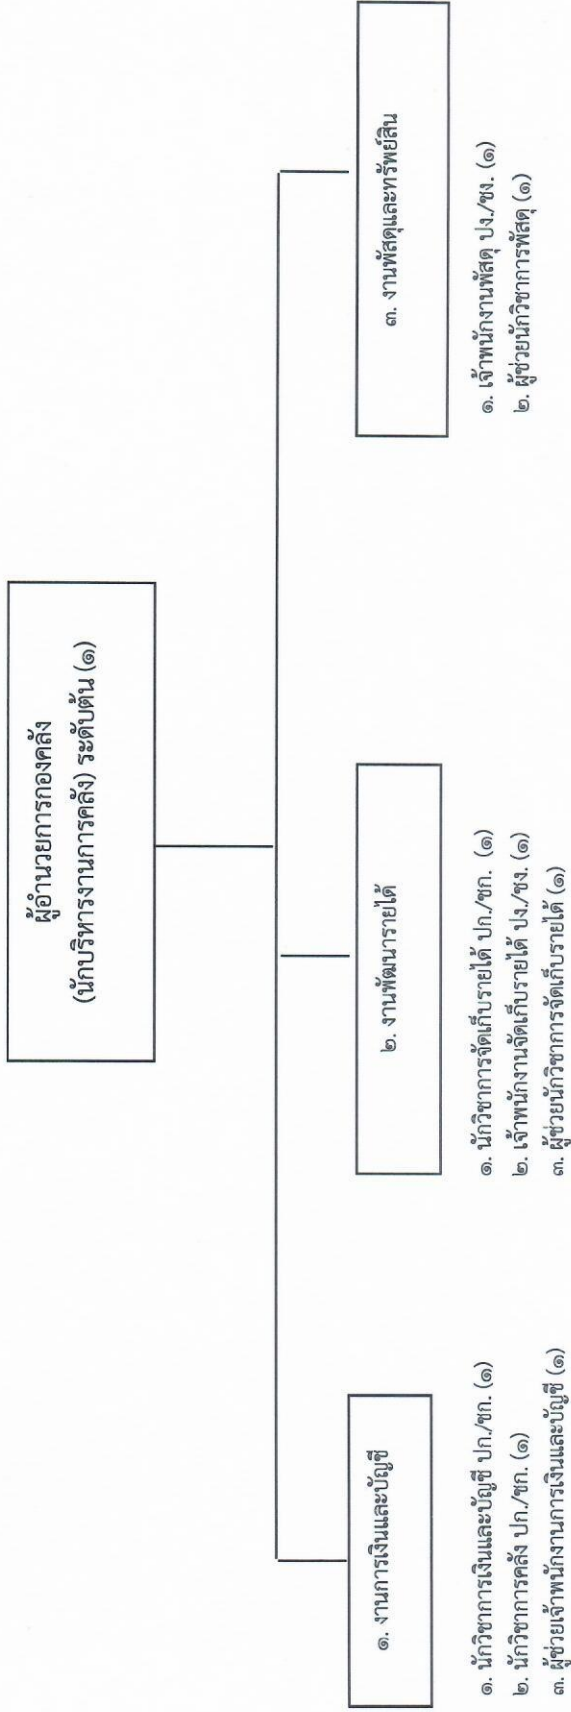 ผู้อำนวยการกองคลัง
(นักบริหารงานการคลัง) ระดับต้น (๑)
๑. งานการเงินและบัญชี
๑. นักวิชาการเงินและบัญชี ปก./ชก. (๑)
๒. นักวิชาการคลัง ปก./ชก. (๑)
๓. ผู้ช่วยเจ้าพนักงานการเงินและบัญชี (๑)
๒. งานพัฒนารายได้
๑. นักวิชาการจัดเก็บรายได้ ปก./ชก. (๑)
๒. เจ้าพนักงานจัดเก็บรายได้ ปง./ชง. (๑)
๓. ผู้ช่วยนักวิชาการจัดเก็บรายได้ (๑)
๓. งานพัสดุและทรัพย์สิน
๑. เจ้าพนักงานพัสดุ ปง./ชง. (๑)
๒. ผู้ช่วยนักวิชาการพัสดุ (๑)